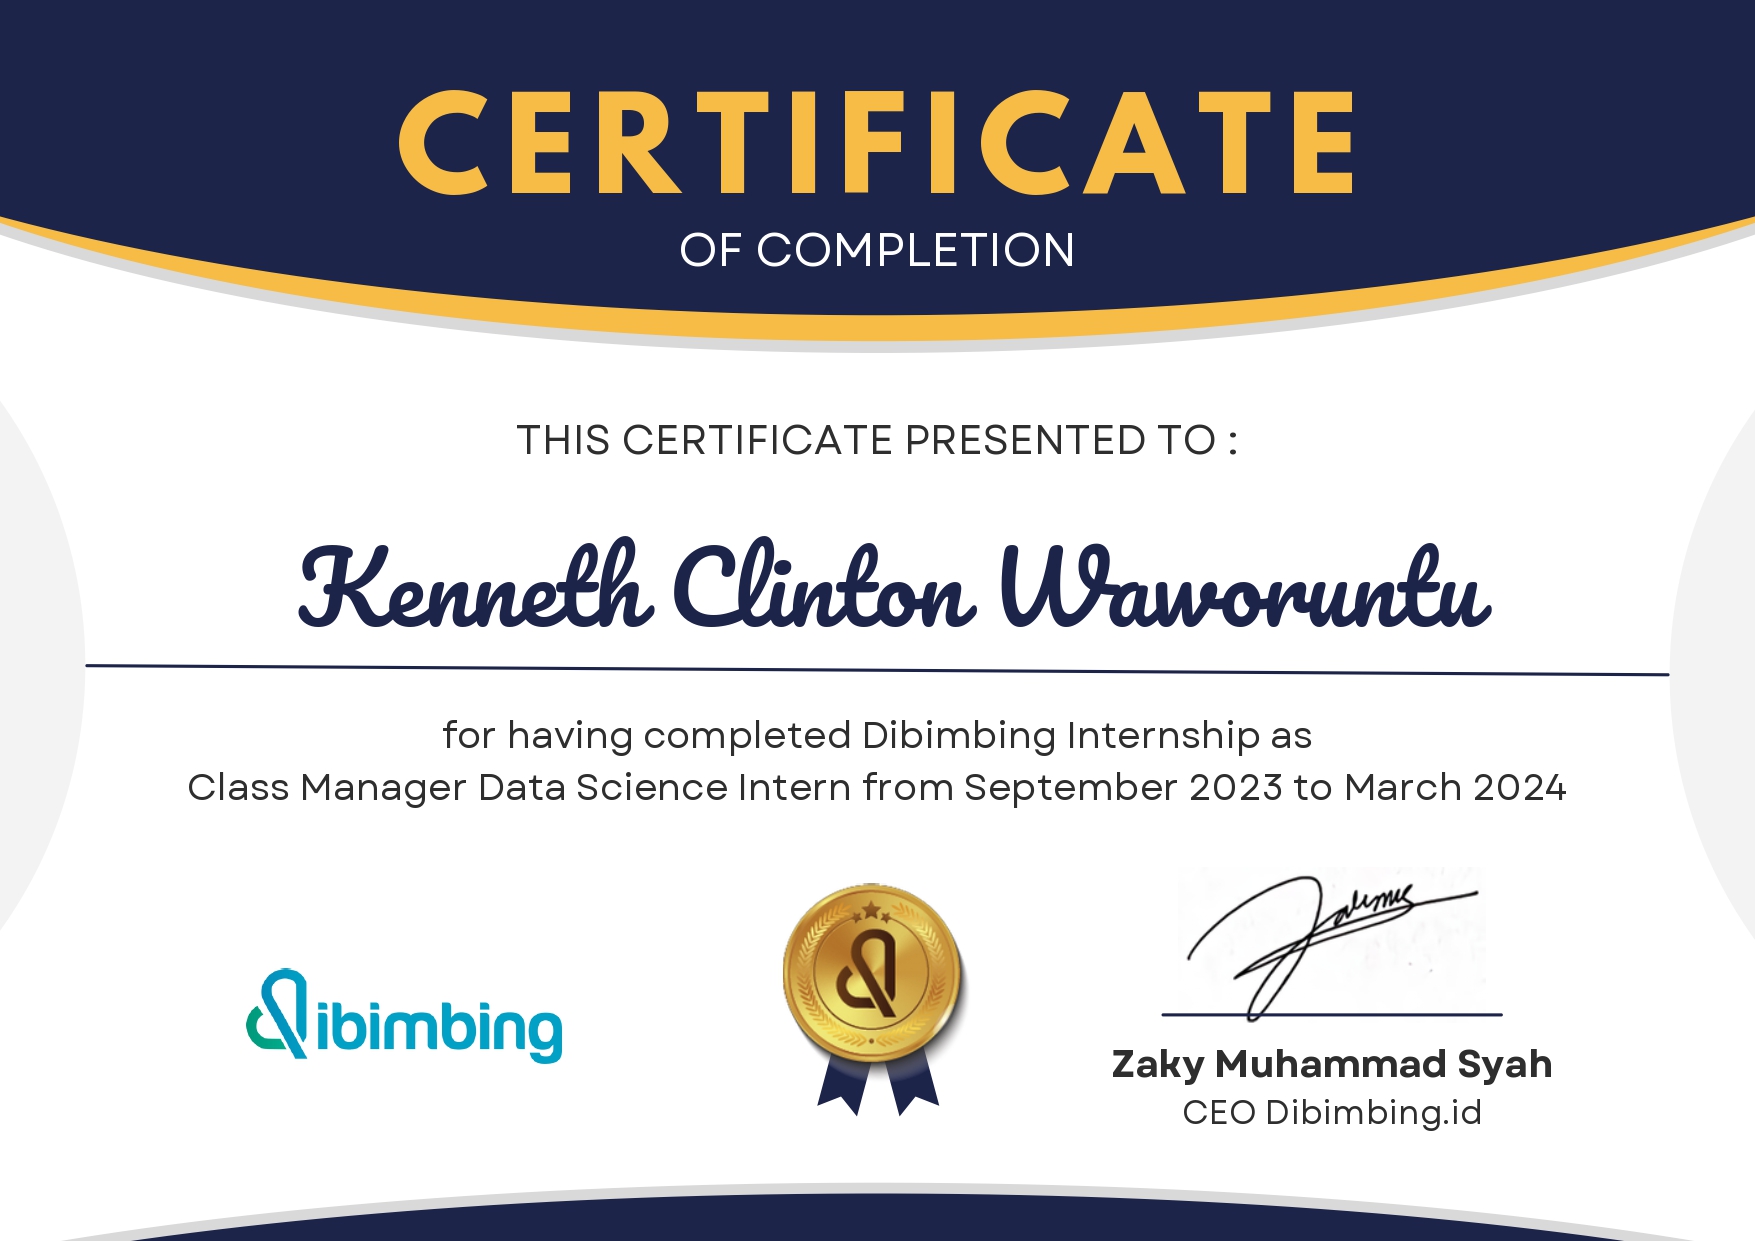 CERTIFICATE
OF COMPLETION
THIS CERTIFICATE PRESENTED TO :
Kenneth Clinton Waworuntu
for having completed Dibimbing Internship as
Class Manager Data Science Intern from September 2023 to March 2024
dibimbing
Zaky Muhammad Syah
CEO Dibimbing.id